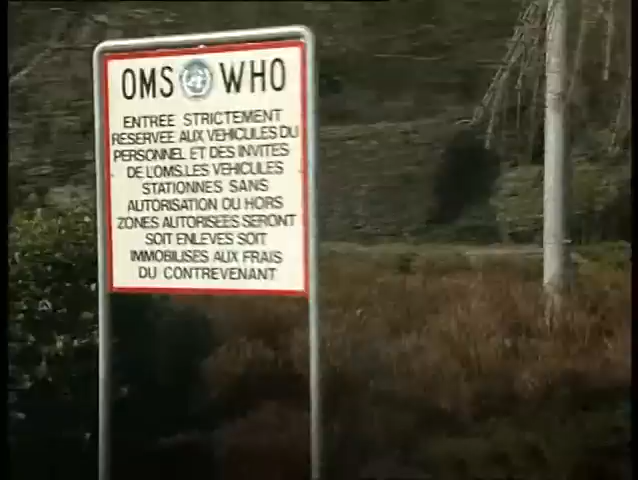 OMS WHO
ENTREE STRICTEMENT
RESERVEE AUX VEHICULES DU
PERSONNEL ET DES INVITES
DE L'OMS.LES VEHICULES
STATIONNES SANS
AUTORISATION OU HORS
ZONES AUTORISEES SERONT
SOIT ENLEVES SOIT
IMMOBILISES AUX FRAIS
DU CONTREVENANT